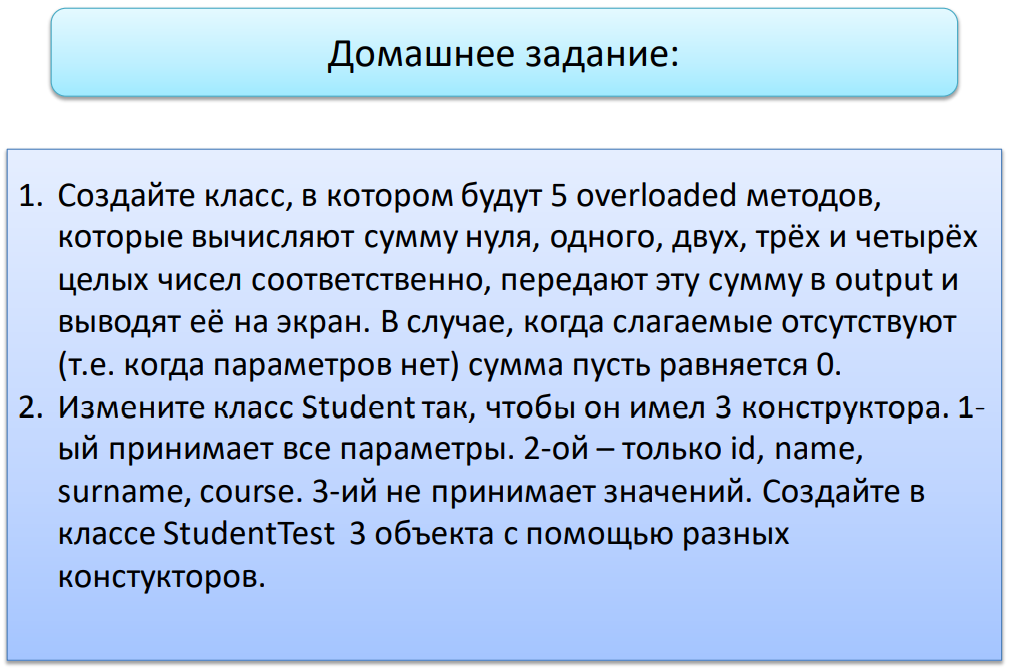 Домашнее задание:
1. Создайте класс, в котором будут 5 overloaded методов,
которые вычисляют сумму нуля, одного, двух, трёх и четырёх
целых чисел соответственно, передают эту сумму в output и
выводят её на экран. В случае, когда слагаемые отсутствуют
(т.е. когда параметров нет) сумма пусть равняется 0.
2. Измените класс Student так, чтобы он имел 3 конструктора. 1-
ый принимает все параметры. 2-ой – только id, name,
surname, course. 3-ий не принимает значений. Создайте в
классе StudentTest 3 объекта с помощью разных
констукторов.